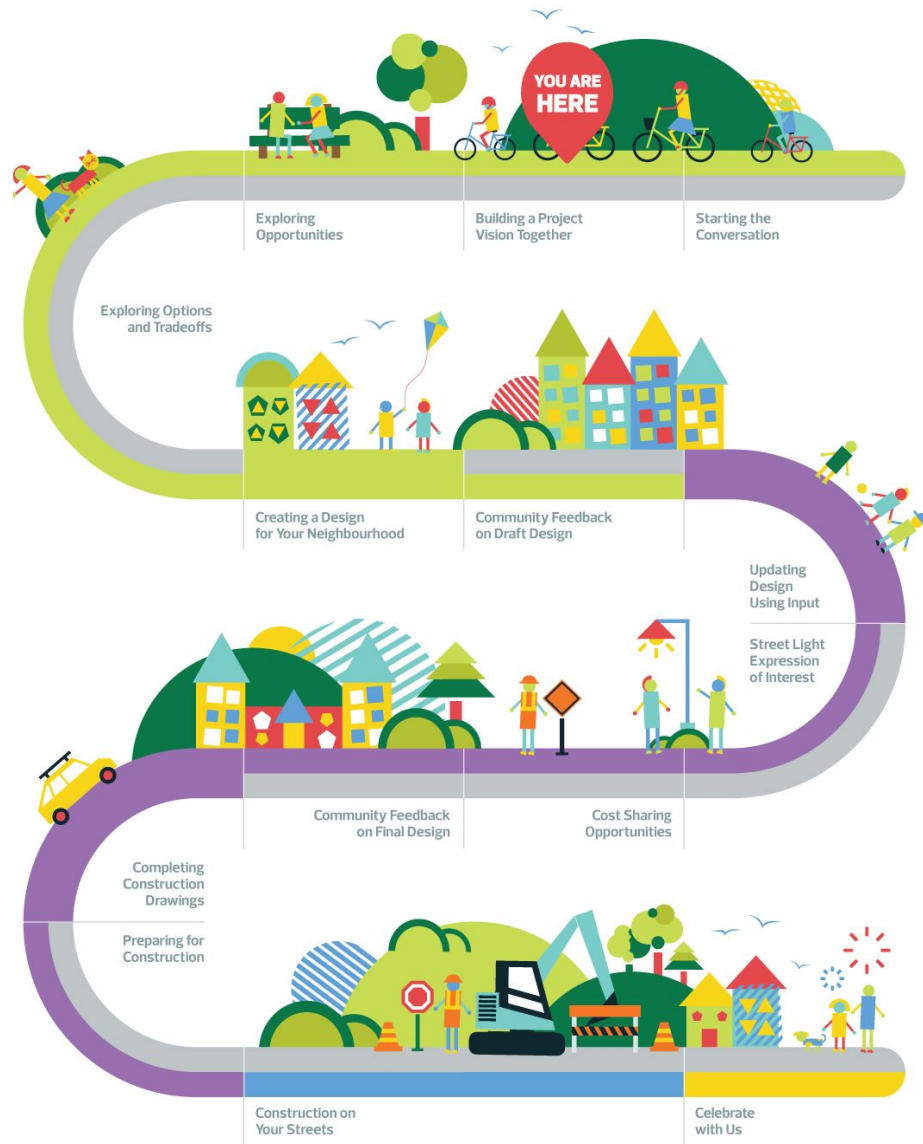 YOU ARE
HERE
Exploring
Opportunities
Building a Project
Vision Together
Starting the
Conversation
Exploring Options
and Tradeoffs
Creating a Design
for Your Neighbourhood
Community Feedback
on Draft Design
Updating
Design
Using Input
Street Light
Expression
of Interest
Community Feedback
on Final Design
Cost Sharing
Opportunities
Completing
Construction
Drawings
Preparing for
Construction
Construction on
Your Streets
Celebrate
with Us